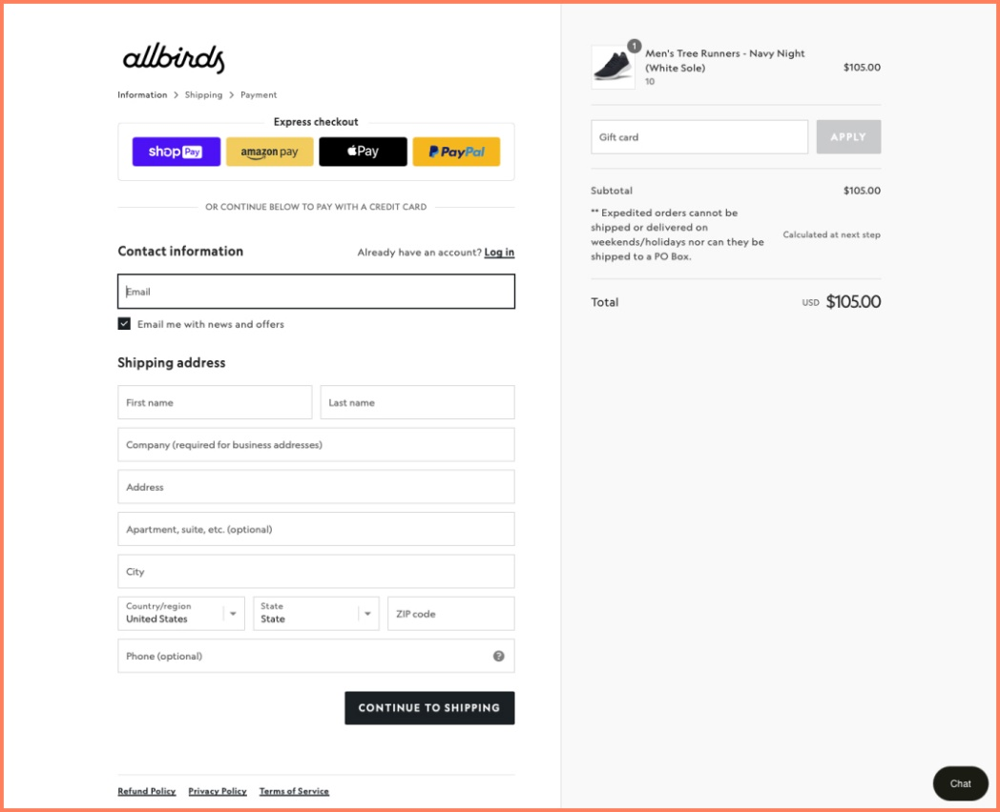 allbirds
Information > Shipping > Payment
Express checkout
shop Pay
amazon pay
Pay
PayPal
OR CONTINUE BELOW TO PAY WITH A CREDIT CARD
Contact information
Already have an account? Log in
Email
Email me with news and offers
Shipping address
First name
Last name
Company (required for business addresses)
Address
Apartment, suite, etc. (optional)
City
Country/region
United States
State
State
ZIP code
Phone (optional)
?
CONTINUE TO SHIPPING
Refund Policy
Privacy Policy
Terms of Service
1
Men's Tree Runners - Navy Night
(White Sole)
10
$105.00
Gift card
APPLY
Subtotal
$105.00
** Expedited orders cannot be
shipped or delivered on
weekends/holidays nor can they be
shipped to a PO Box.
Calculated at next step
Total
USD $105.00
Chat